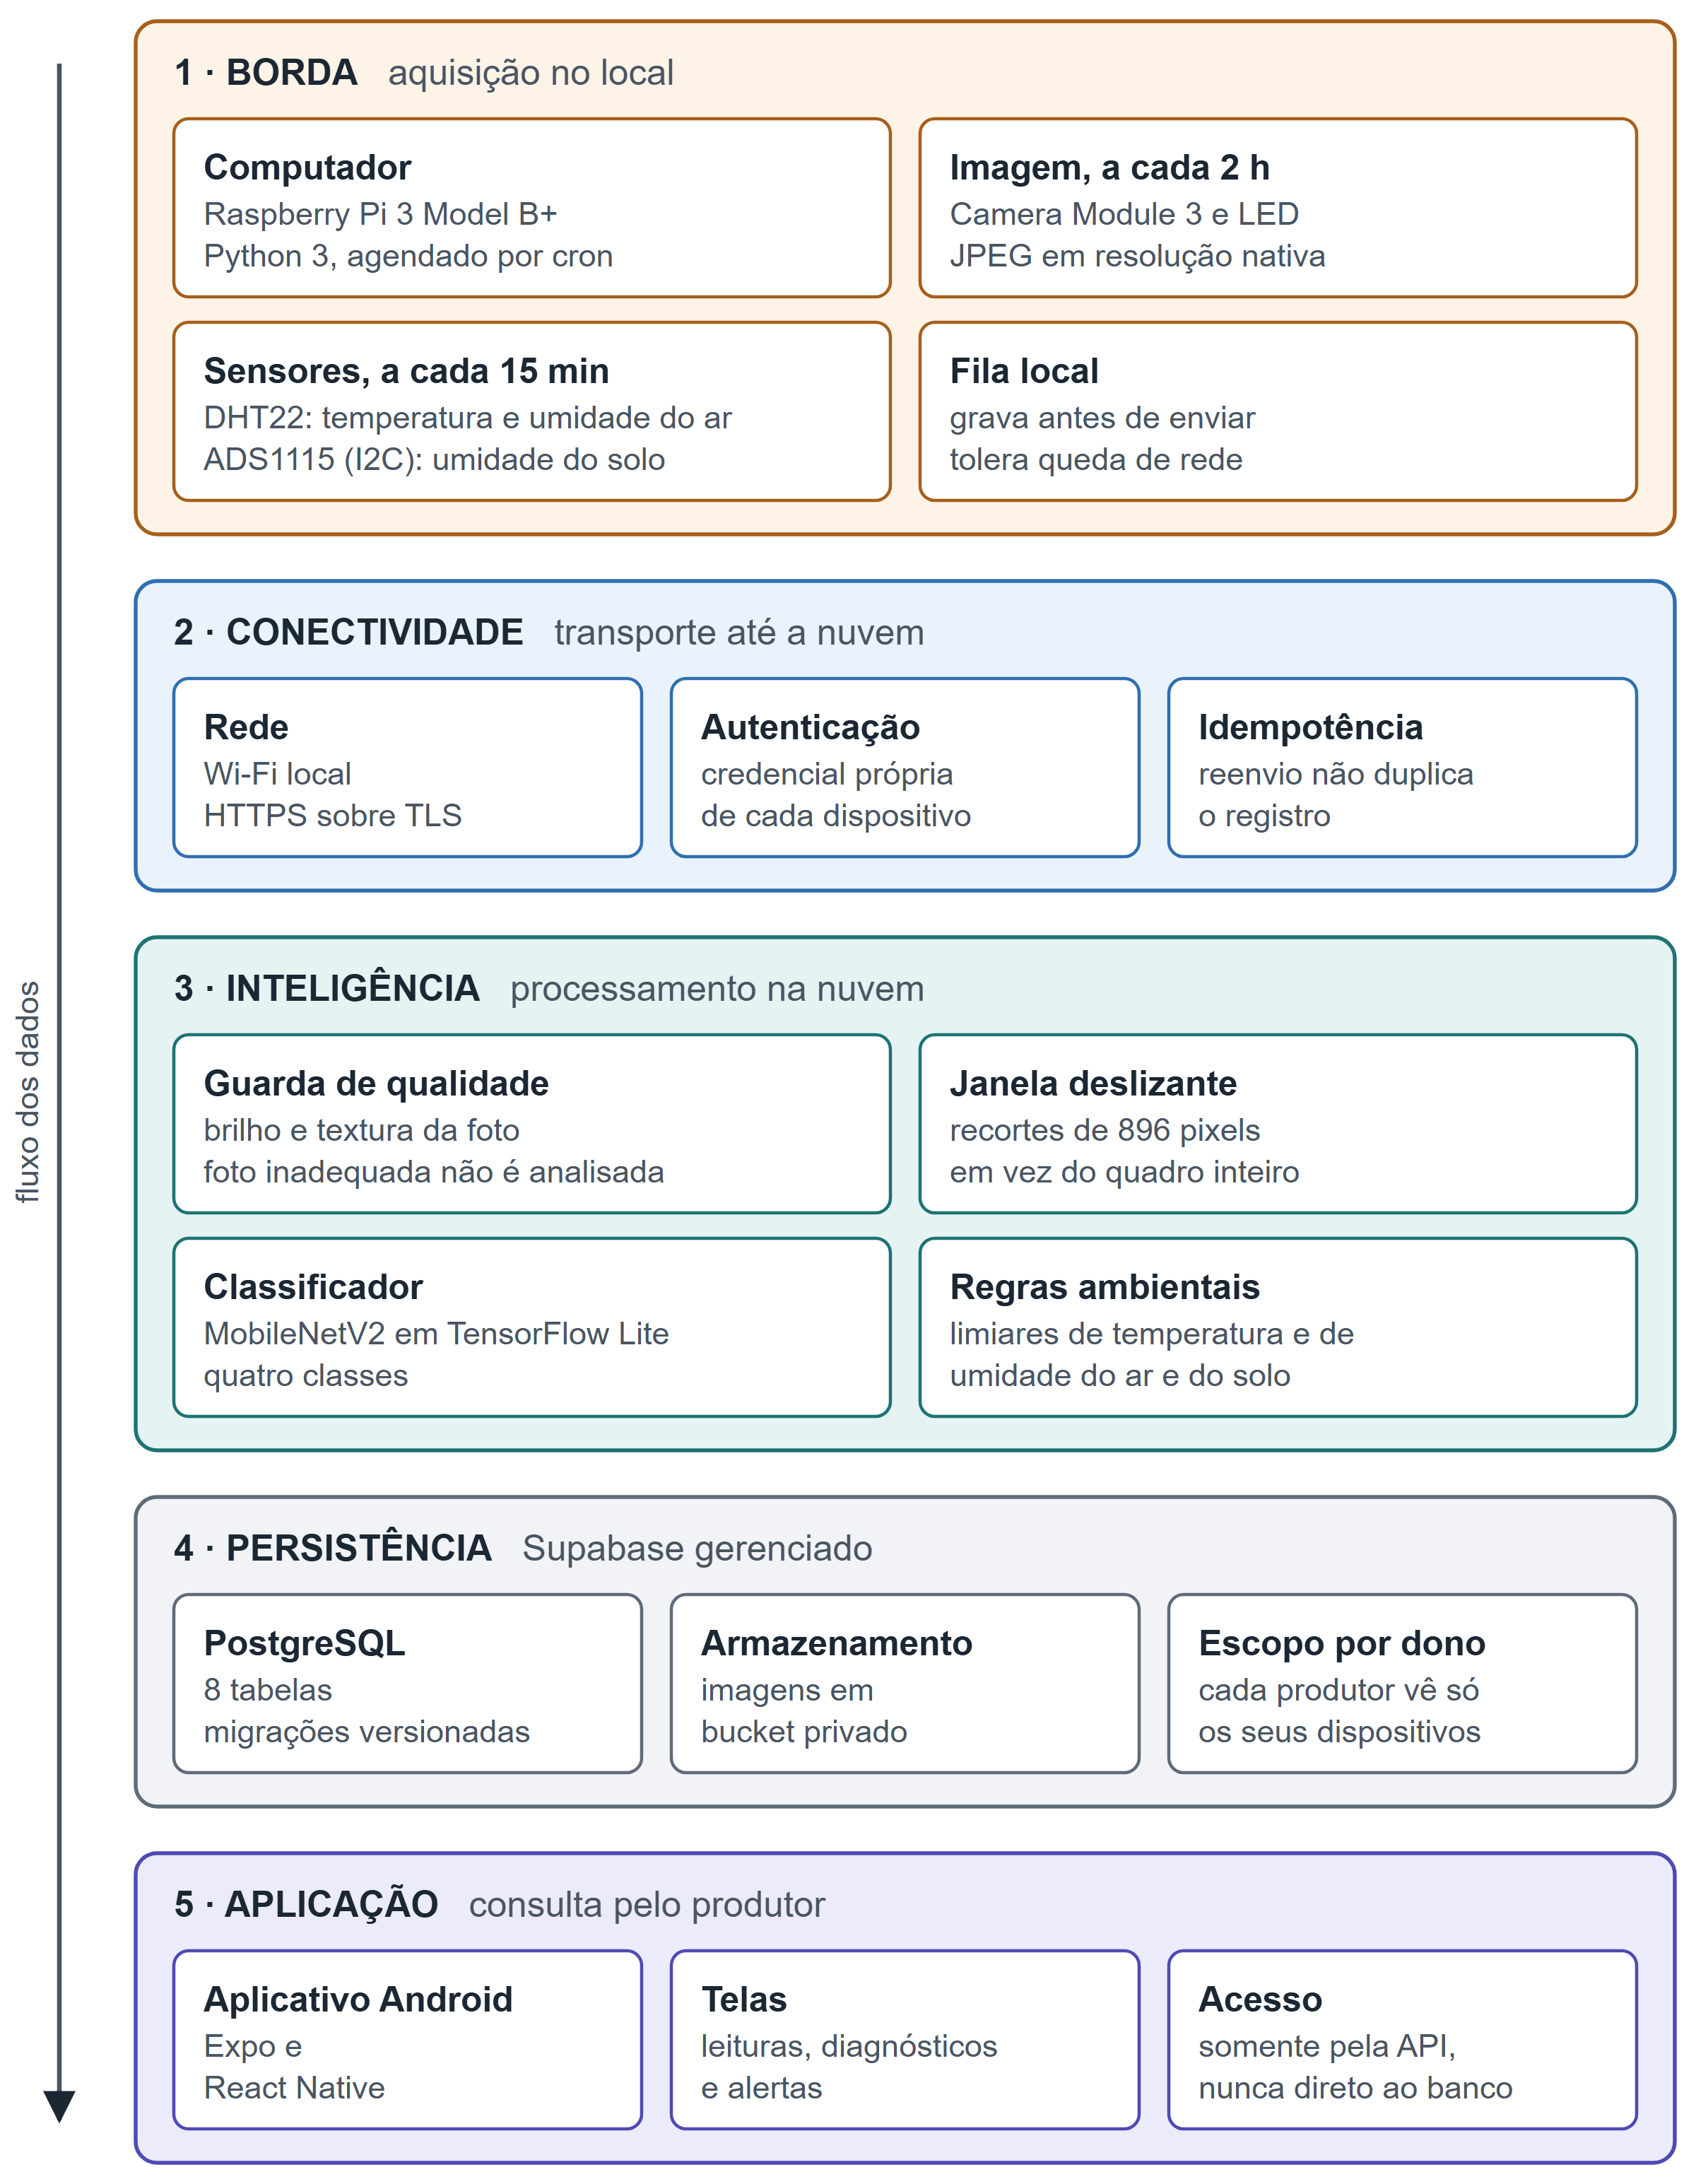 1 · BORDA aquisição no local
Computador
Raspberry Pi 3 Model B+
Python 3, agendado por cron
Imagem, a cada 2 h
Camera Module 3 e LED
JPEG em resolução nativa
Sensores, a cada 15 min
DHT22: temperatura e umidade do ar
ADS1115 (I2C): umidade do solo
Fila local
grava antes de enviar
tolera queda de rede
2 · CONECTIVIDADE transporte até a nuvem
Rede
Wi-Fi local
HTTPS sobre TLS
Autenticação
credencial própria
de cada dispositivo
Idempotência
reenvio não duplica
o registro
fluxo dos dados
3 · INTELIGÊNCIA processamento na nuvem
Guarda de qualidade
brilho e textura da foto
foto inadequada não é analisada
Janela deslizante
recortes de 896 pixels
em vez do quadro inteiro
Classificador
MobileNetV2 em TensorFlow Lite
quatro classes
Regras ambientais
limiares de temperatura e de
umidade do ar e do solo
4 · PERSISTÊNCIA Supabase gerenciado
PostgreSQL
8 tabelas
migrações versionadas
Armazenamento
imagens em
bucket privado
Escopo por dono
cada produtor vê só
os seus dispositivos
5 · APLICAÇÃO consulta pelo produtor
Aplicativo Android
Expo e
React Native
Telas
leituras, diagnósticos
e alertas
Acesso
somente pela API,
nunca direto ao banco